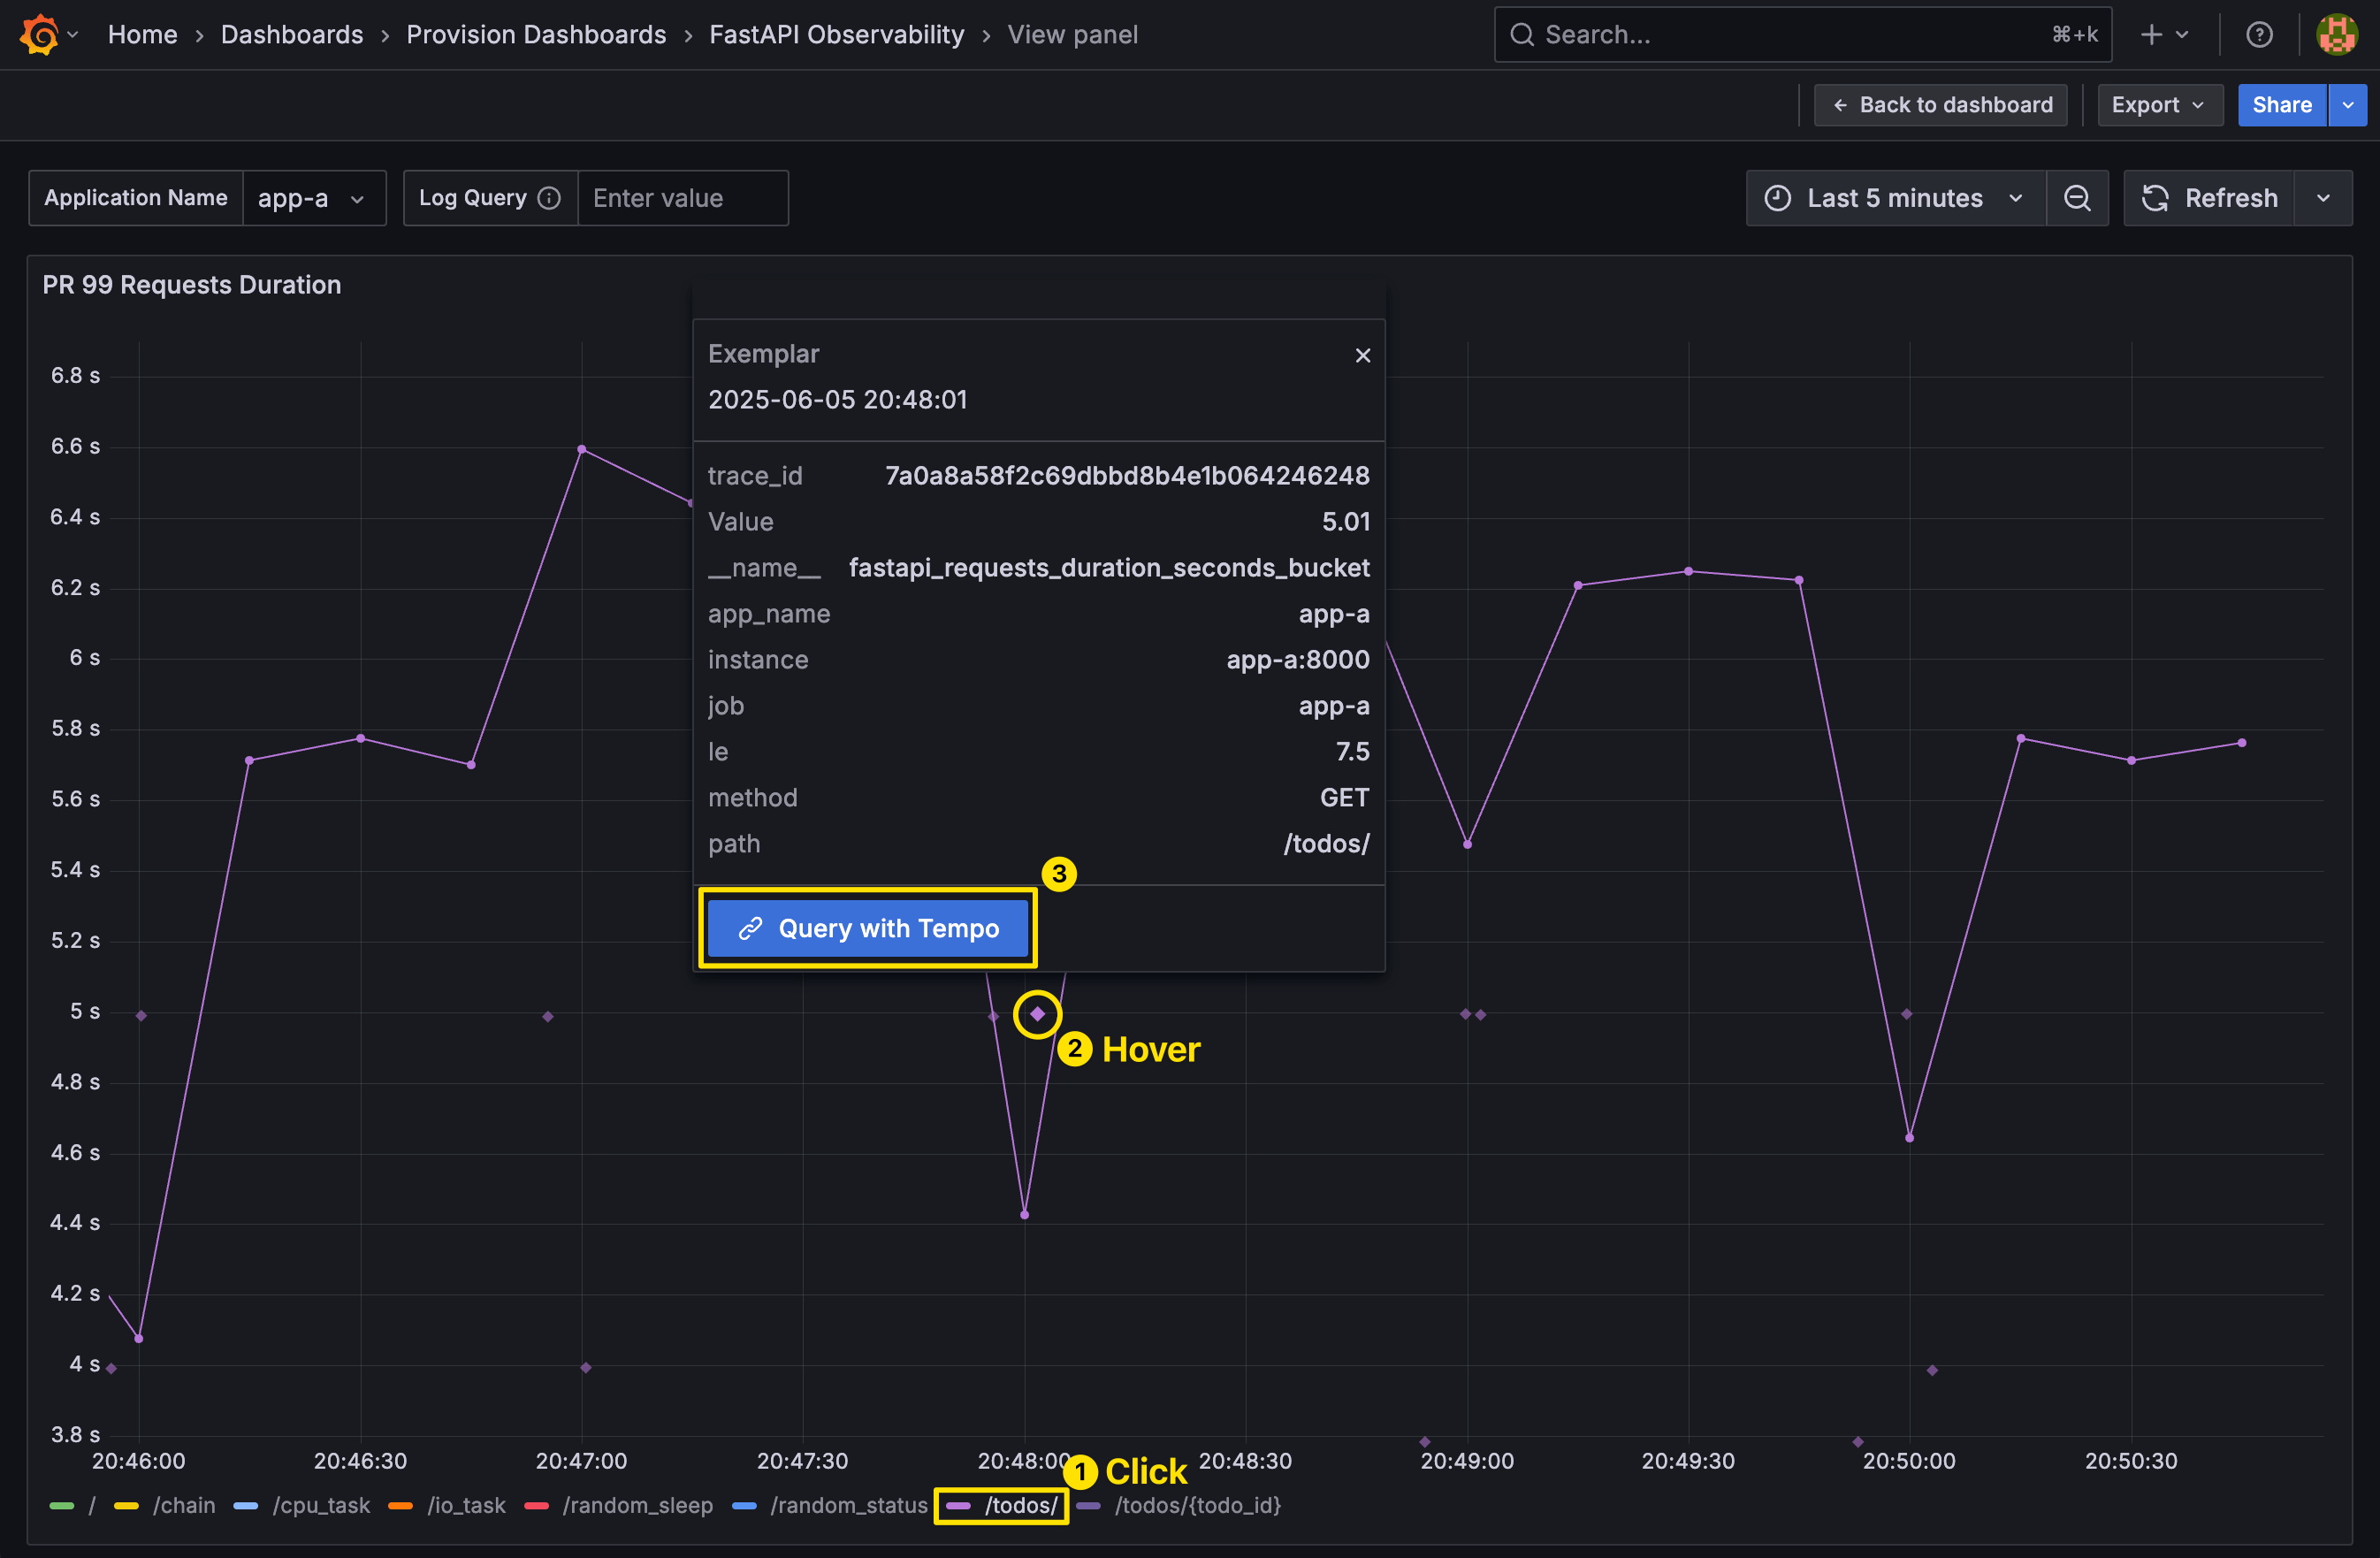 Home › Dashboards › Provision Dashboards › FastAPI Observability › View panel Search... ⌘+k
← Back to dashboard Export Share
Application Name app-a Log Query Enter value Last 5 minutes Refresh
PR 99 Requests Duration
Exemplar
2025-06-05 20:48:01
trace_id 7a0a8a58f2c69dbbd8b4e1b064246248
Value 5.01
__name__ fastapi_requests_duration_seconds_bucket
app_name app-a
instance app-a:8000
job app-a
le 7.5
method GET
path /todos/
3
Query with Tempo
2 Hover
6.8 s
6.6 s
6.4 s
6.2 s
6 s
5.8 s
5.6 s
5.4 s
5.2 s
5 s
4.8 s
4.6 s
4.4 s
4.2 s
4 s
3.8 s
20:46:00 20:46:30 20:47:00 20:47:30 20:48:00 20:48:30 20:49:00 20:49:30 20:50:00 20:50:30
1 Click
/ /chain /cpu_task /io_task /random_sleep /random_status /todos/ /todos/{todo_id}